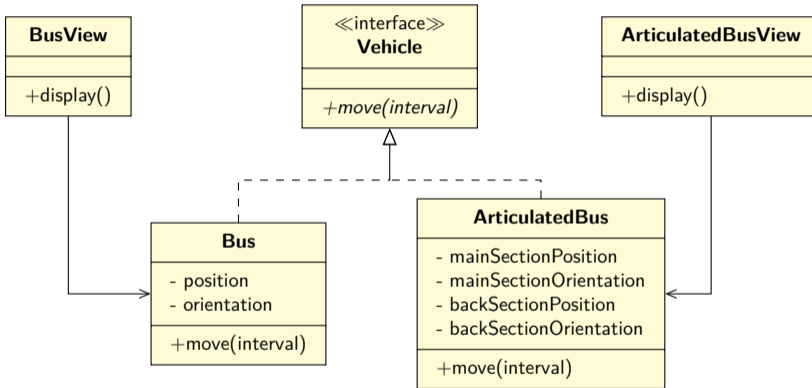 BusView
+display()
≪interface≫
Vehicle
+move(interval)
ArticulatedBusView
+display()
Bus
- position
- orientation
+move(interval)
ArticulatedBus
- mainSectionPosition
- mainSectionOrientation
- backSectionPosition
- backSectionOrientation
+move(interval)